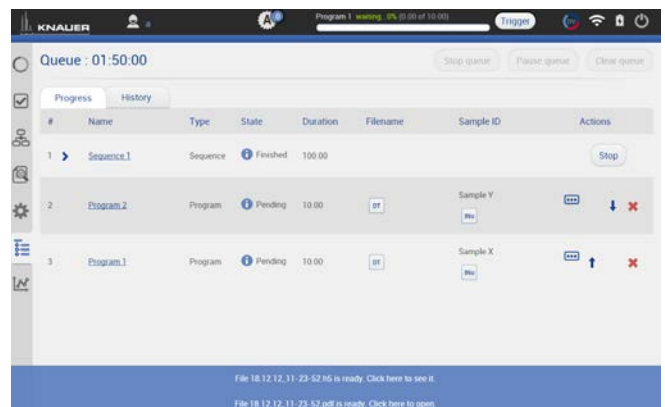 KNAUER
a
A
Program 1 waiting.. 0% (0.00 of 10.00)
Trigger
Queue : 01:50:00
Stop queue Pause queue Clear queue
Progress History
# Name Type State Duration Filename Sample ID Actions
1 Sequence 1 Sequence Finished 100.00 Stop
2 Program 2 Program Pending 10.00 DT Sample Y
INo
3 Program 1 Program Pending 10.00 DT Sample X
INo
File 18.12.12_11-23-52.h5 is ready. Click here to see it.
File 18.12.12_11-23-52.pdf is ready. Click here to open.